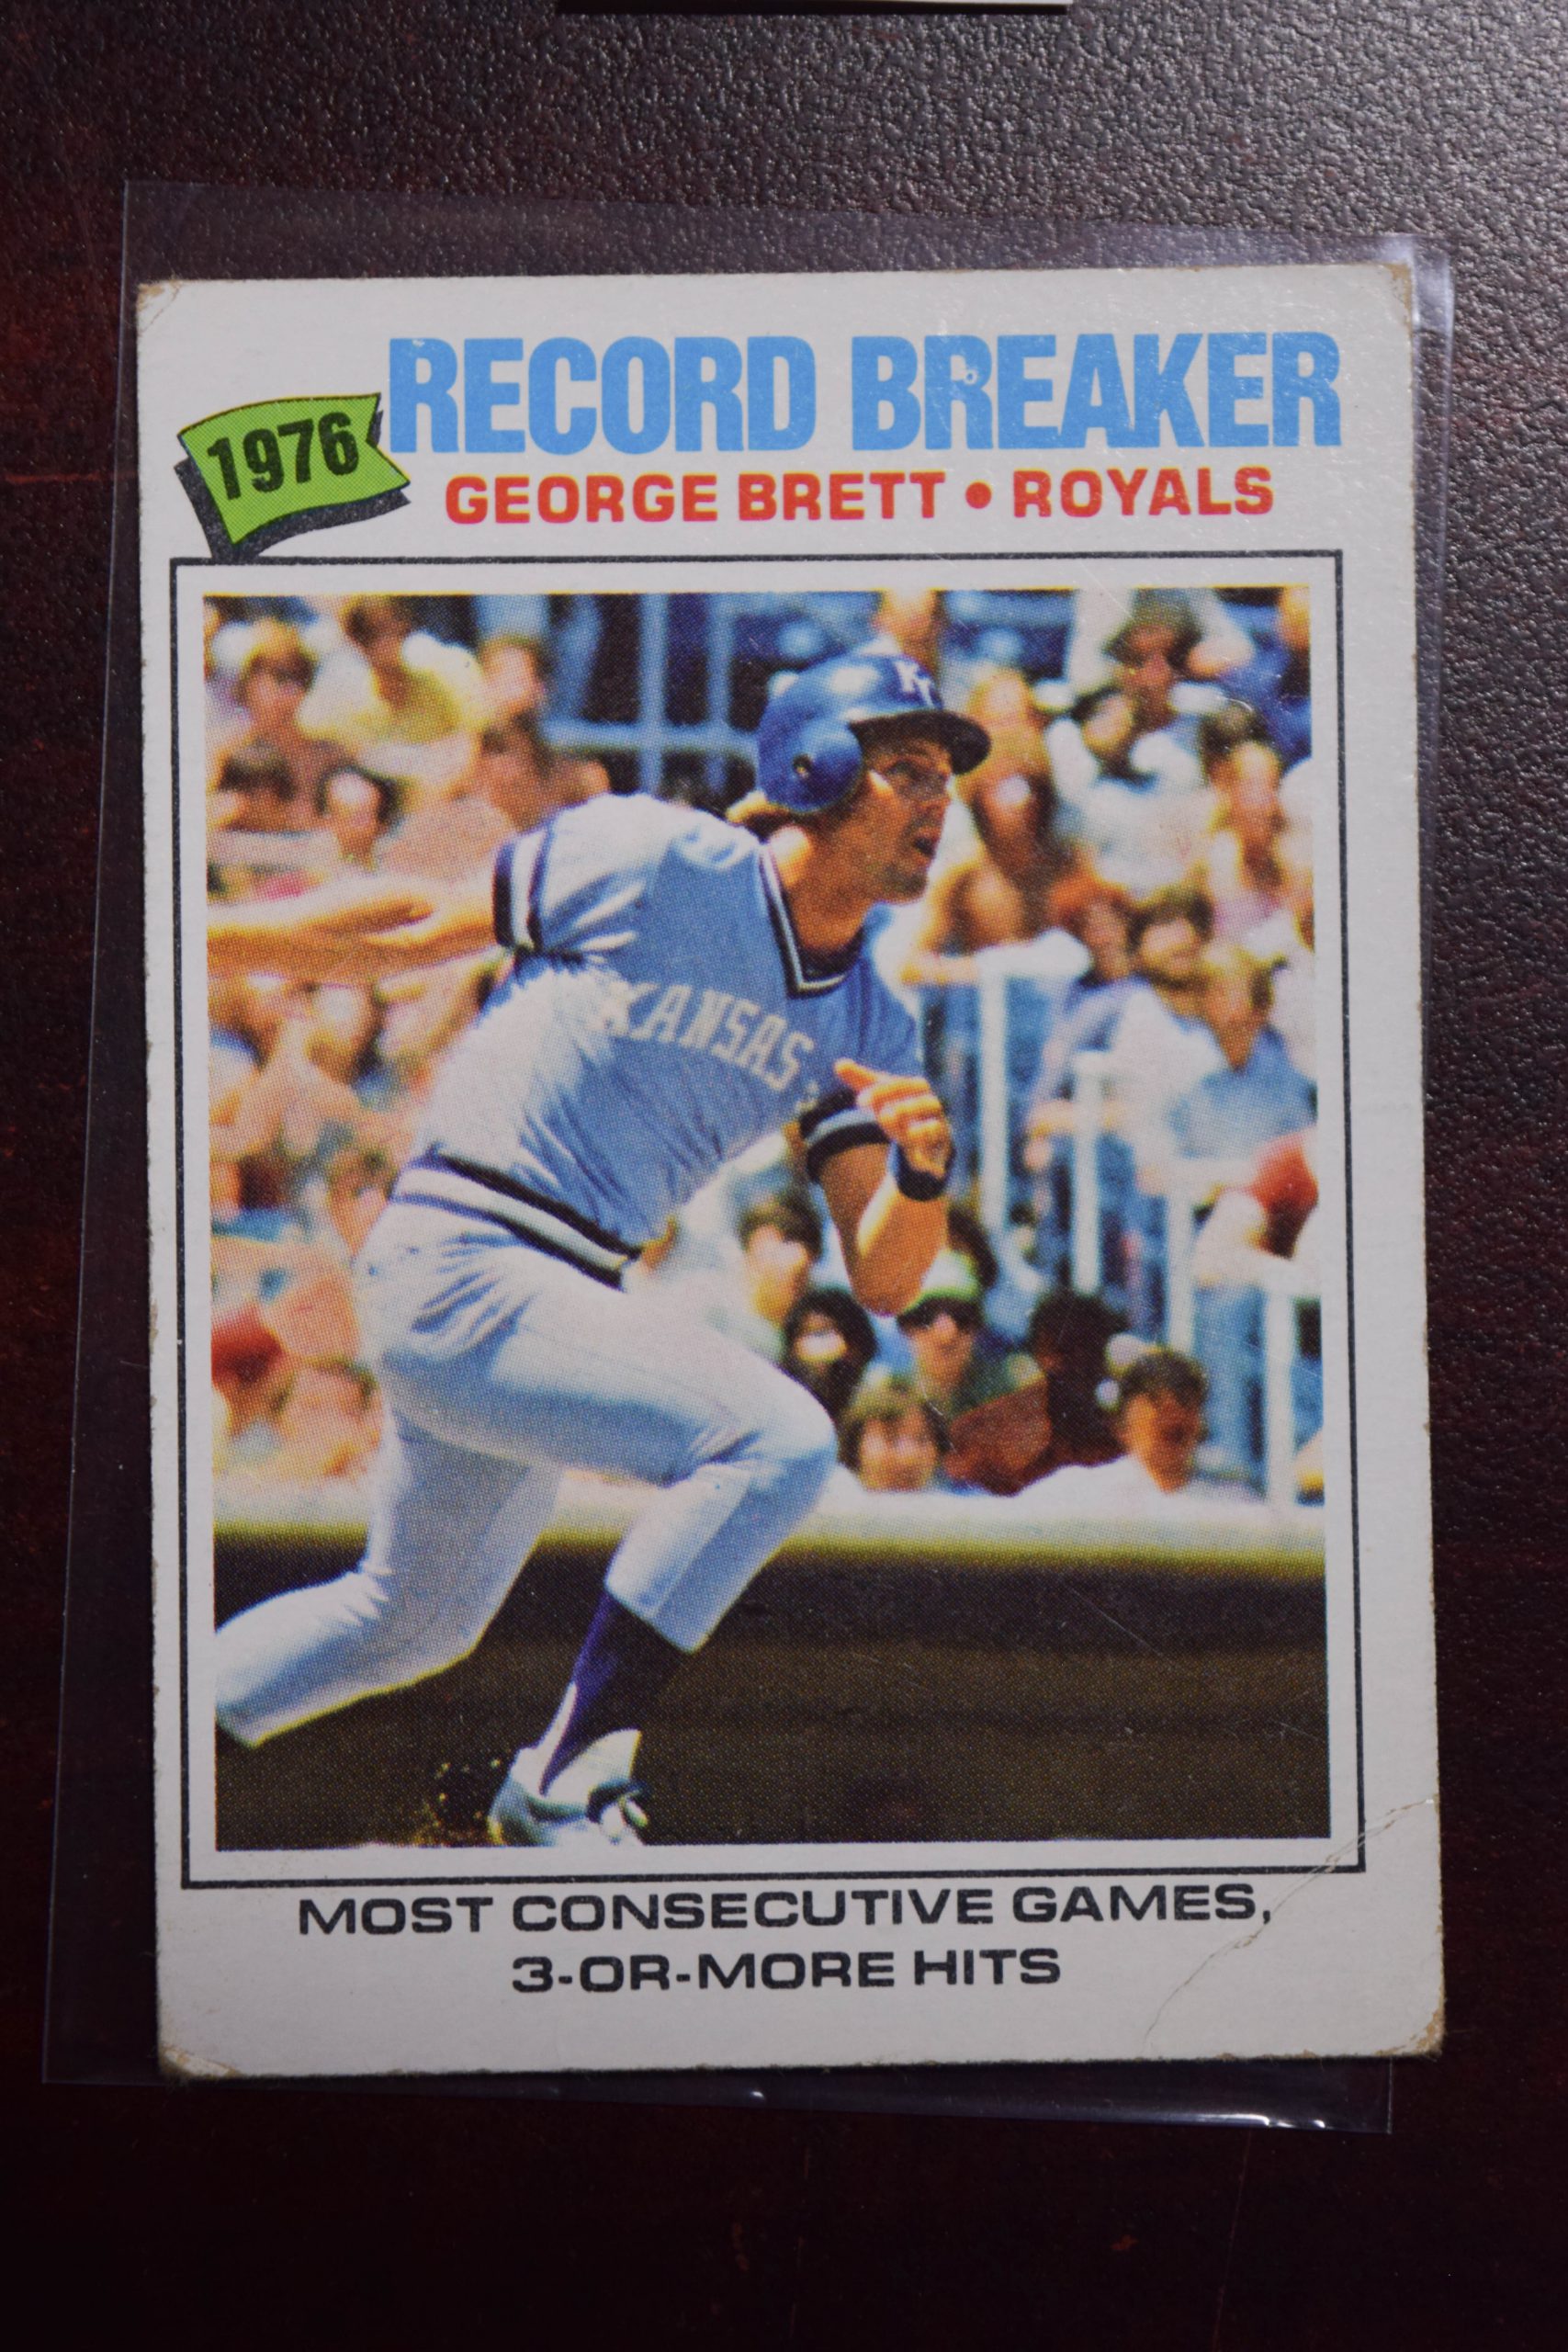 1976
RECORD BREAKER
GEORGE BRETT • ROYALS
KC
KANSAS
MOST CONSECUTIVE GAMES,
3-OR-MORE HITS